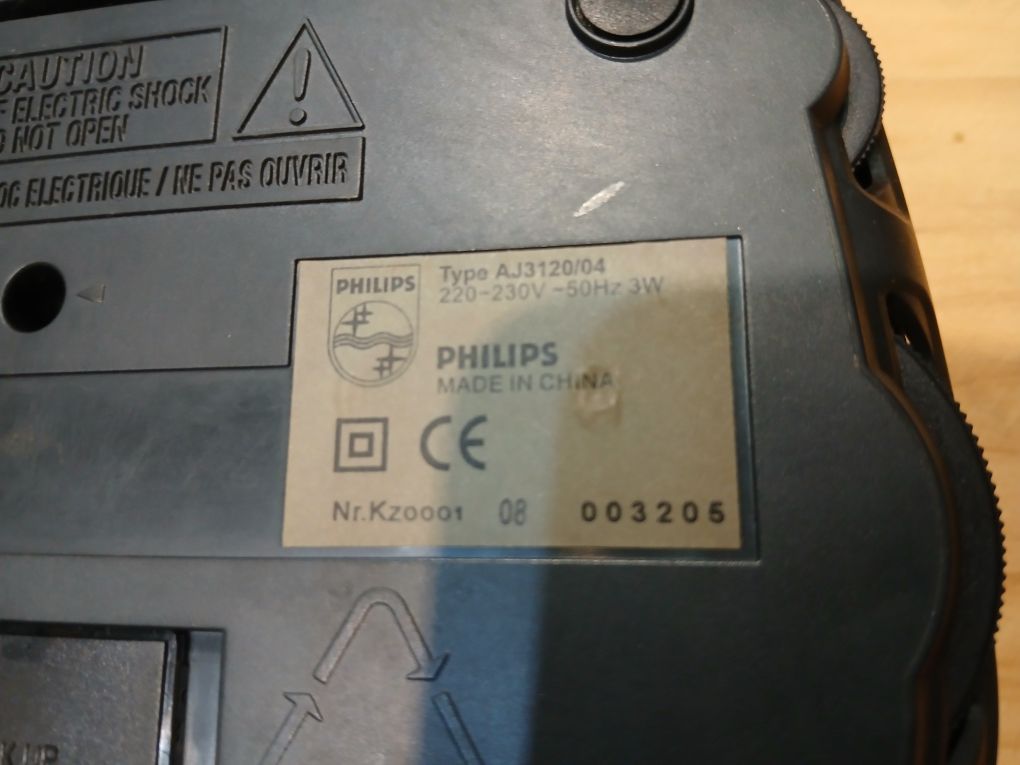 CAUTION
F ELECTRIC SHOCK
NOT OPEN
OC ELECTRIQUE / NE PAS OUVRIR
PHILIPS
Type AJ3120/04
220-230V ~50Hz 3W
PHILIPS
MADE IN CHINA
CE
Nr.KZ0001 08 003205
UP